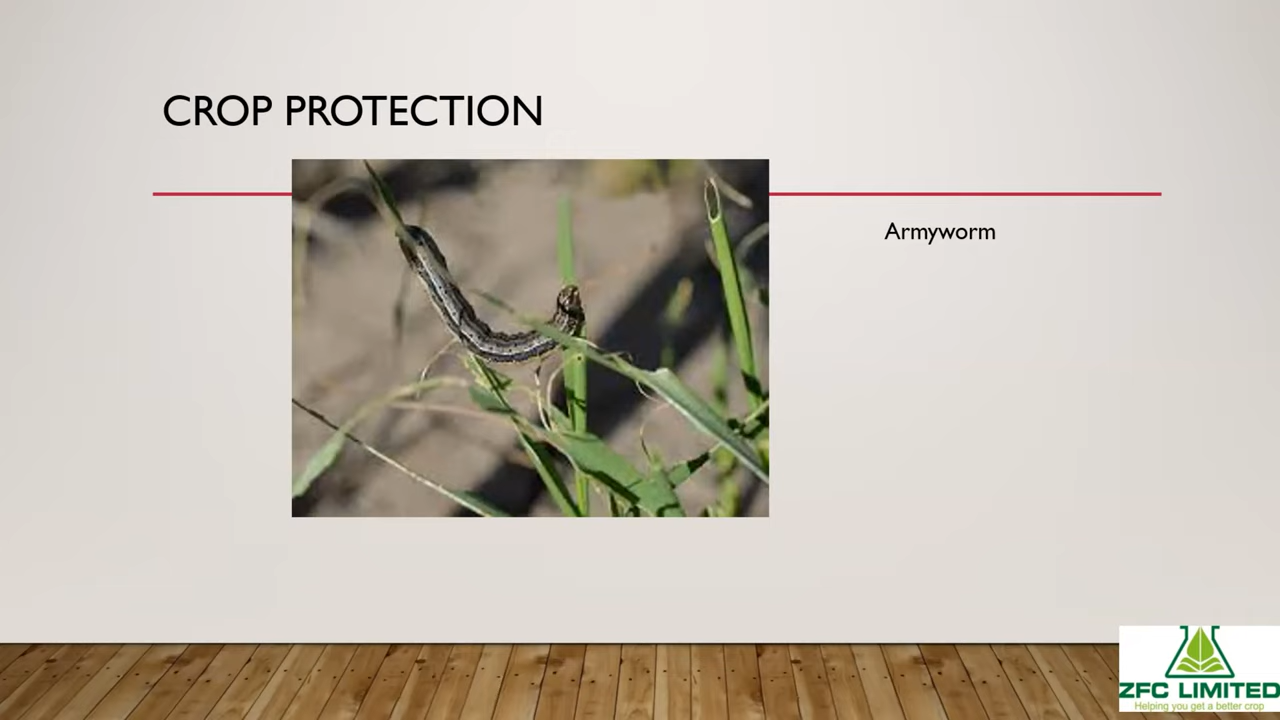 CROP PROTECTION
Armyworm
ZFC LIMITED
Helping you get a better crop